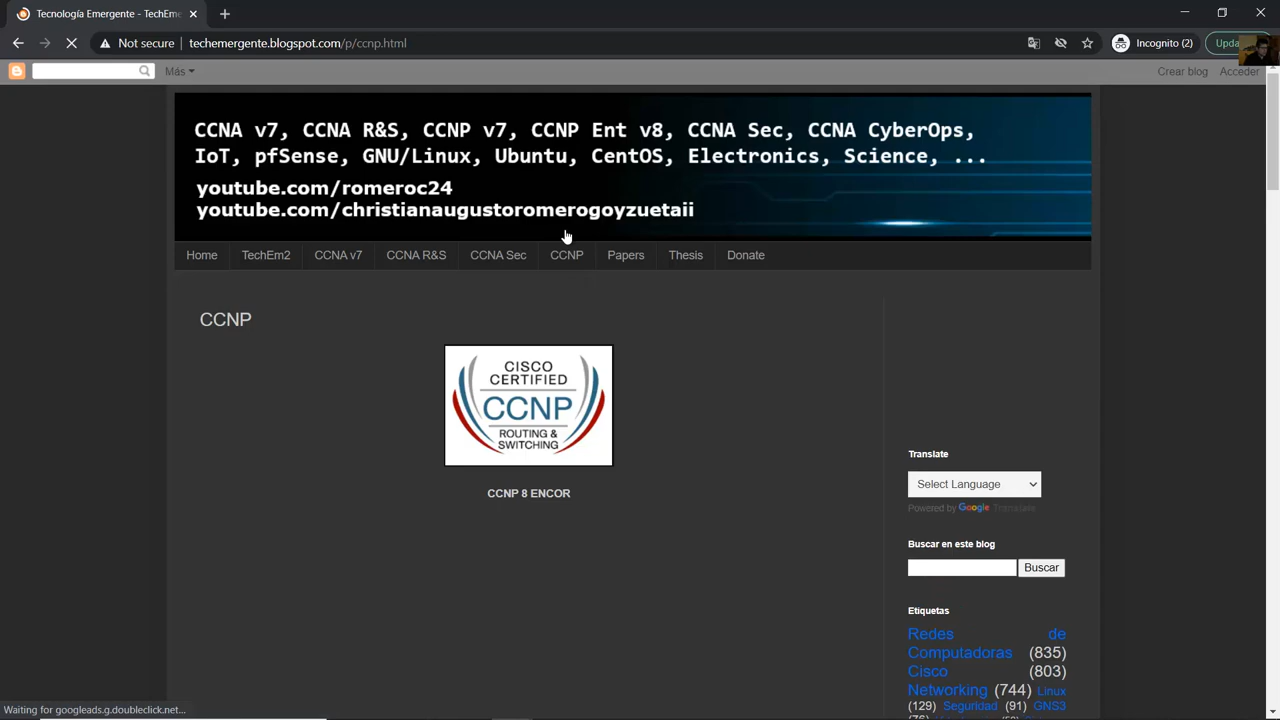 Tecnología Emergente - TechEm
Not secure
techemergente.blogspot.com/p/ccnp.html
Incognito (2)
Upda
Más
Crear blog
Acceder
CCNA v7, CCNA R&S, CCNP v7, CCNP Ent v8, CCNA Sec, CCNA CyberOps,
IoT, pfSense, GNU/Linux, Ubuntu, CentOS, Electronics, Science, ...
youtube.com/romeroc24
youtube.com/christianaugustoromerogoyzuetaii
Home TechEm2 CCNA v7 CCNA R&S CCNA Sec CCNP Papers Thesis Donate
CCNP
CISCO
CERTIFIED
CCNP
ROUTING &
SWITCHING
CCNP 8 ENCOR
Translate
Select Language
Powered by Google Translate
Buscar en este blog
Buscar
Etiquetas
Redes de
Computadoras (835)
Cisco (803)
Networking (744) Linux
(129) Seguridad (91) GNS3
Waiting for googleads.g.doubleclick.net...